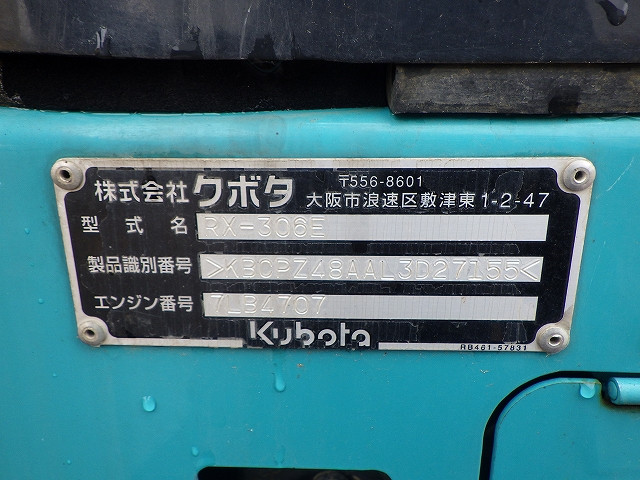 株式会社 クボタ 〒556-8601
大阪市浪速区敷津東1-2-47
型式名 RX-306E
製品識別番号 >KBCPZ48AAL3D27155<
エンジン番号 7LB4707
Kubota
RB461-57831